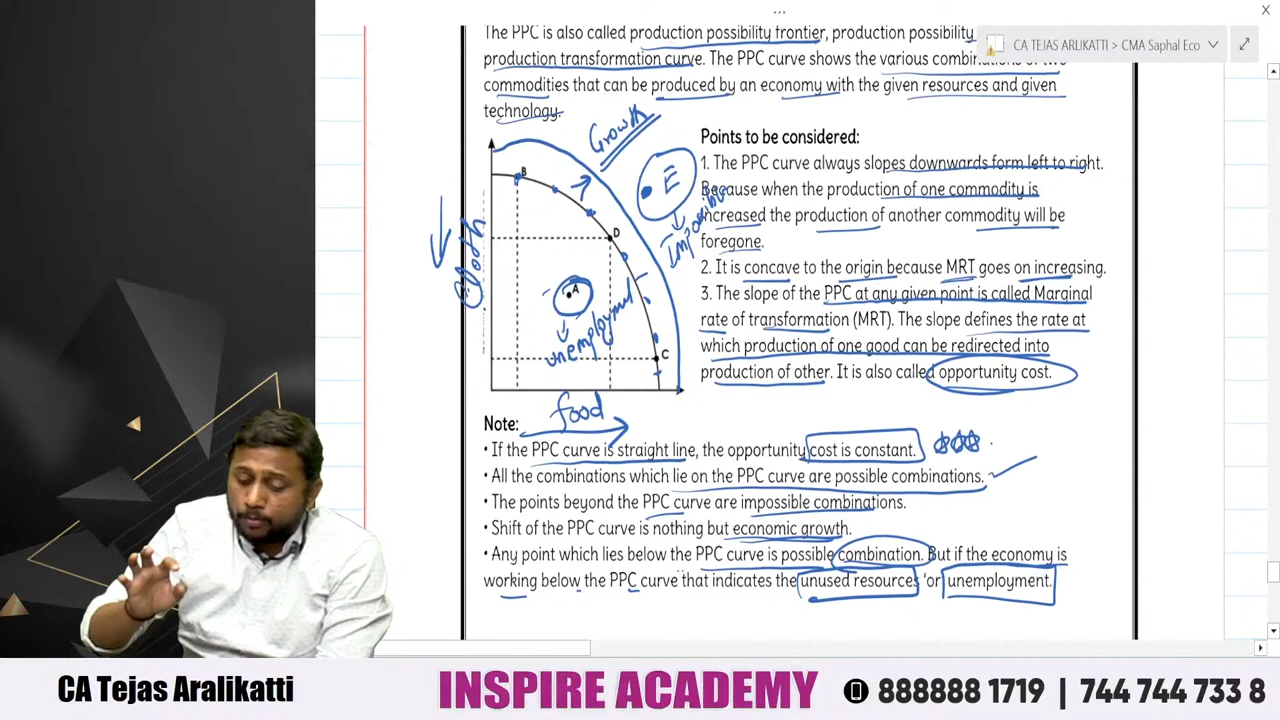 ...
The PPC is also called production possibility frontier, production possibility
CA TEJAS ARLIKATTI > CMA Saphal Eco
production transformation curve. The PPC curve shows the various combinations of two
commodities that can be produced by an economy with the given resources and given
technology.
Growth
Points to be considered:
1. The PPC curve always slopes downwards form left to right.
Because when the production of one commodity is
increased the production of another commodity will be
foregone.
2. It is concave to the origin because MRT goes on increasing.
3. The slope of the PPC at any given point is called Marginal
rate of transformation (MRT). The slope defines the rate at
which production of one good can be redirected into
production of other. It is also called opportunity cost.
B
E
Impossible
D
Cloth
A
unemployment
C
food
Note:
• If the PPC curve is straight line, the opportunity cost is constant.
• All the combinations which lie on the PPC curve are possible combinations.
• The points beyond the PPC curve are impossible combinations.
• Shift of the PPC curve is nothing but economic growth.
• Any point which lies below the PPC curve is possible combination. But if the economy is
working below the PPC curve that indicates the unused resources 'or unemployment.
CA Tejas Aralikatti
INSPIRE ACADEMY
888888 1719 | 744 744 733 8